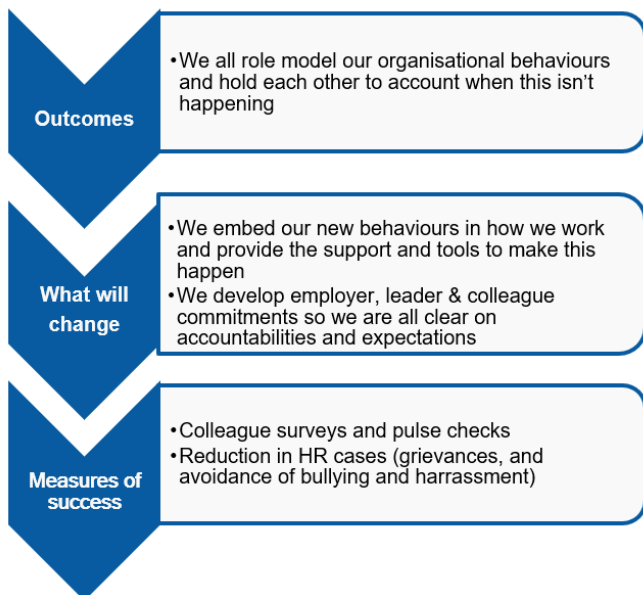 Outcomes
•We all role model our organisational behaviours
and hold each other to account when this isn't
happening
What will
change
•We embed our new behaviours in how we work
and provide the support and tools to make this
happen
•We develop employer, leader & colleague
commitments so we are all clear on
accountabilities and expectations
Measures of
success
•Colleague surveys and pulse checks
•Reduction in HR cases (grievances, and
avoidance of bullying and harrassment)